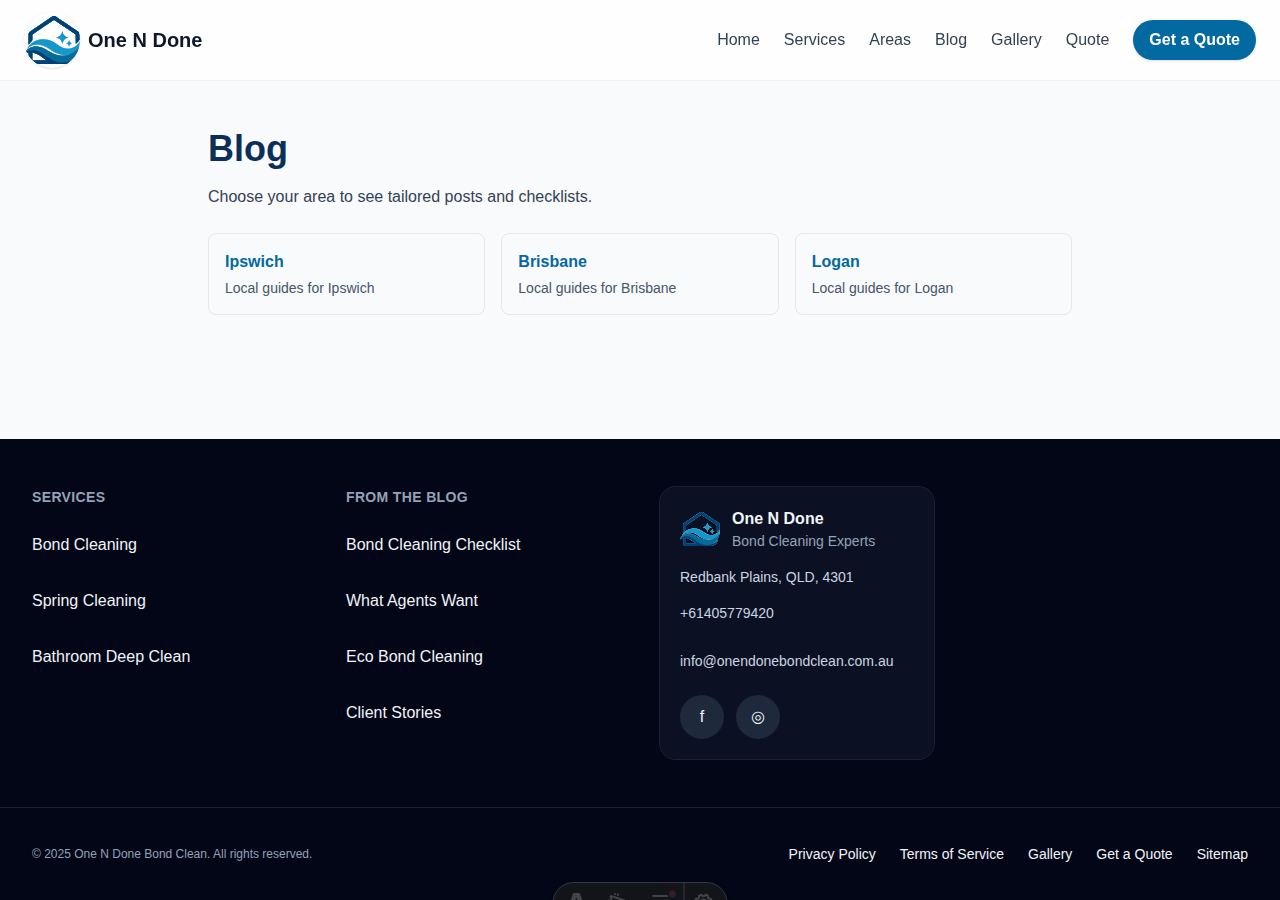 One N Done
Home Services Areas Blog Gallery Quote Get a Quote
Blog
Choose your area to see tailored posts and checklists.
Ipswich
Local guides for Ipswich
Brisbane
Local guides for Brisbane
Logan
Local guides for Logan
SERVICES
Bond Cleaning
Spring Cleaning
Bathroom Deep Clean
FROM THE BLOG
Bond Cleaning Checklist
What Agents Want
Eco Bond Cleaning
Client Stories
One N Done
Bond Cleaning Experts
Redbank Plains, QLD, 4301
+61405779420
info@onendonebondclean.com.au
f ◎
© 2025 One N Done Bond Clean. All rights reserved.
Privacy Policy Terms of Service Gallery Get a Quote Sitemap